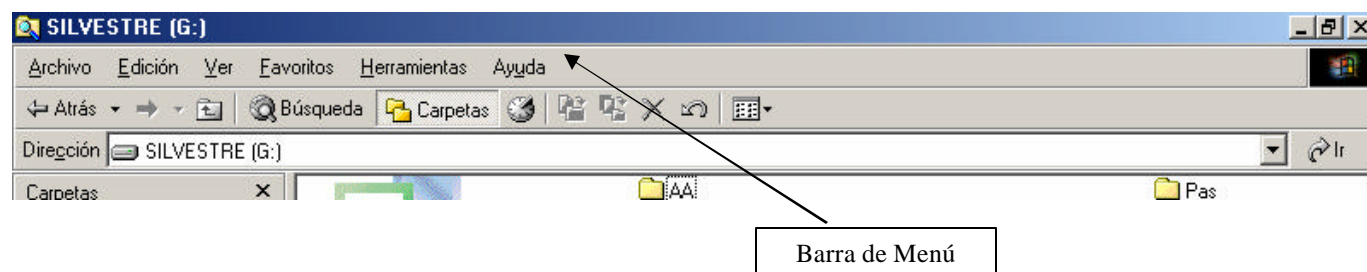 SILVESTRE (G:)
Archivo Edición Ver Favoritos Herramientas Ayuda
Atrás Búsqueda Carpetas
Dirección SILVESTRE (G:) Ir
Carpetas AA Pas
Barra de Menú